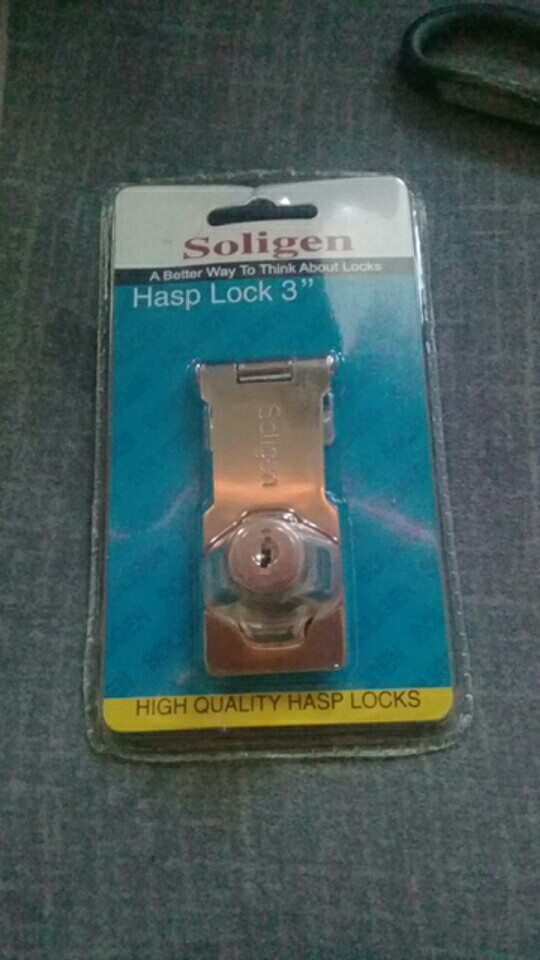 Soligen
A Better Way To Think About Locks
Hasp Lock 3”
Soligen
HIGH QUALITY HASP LOCKS